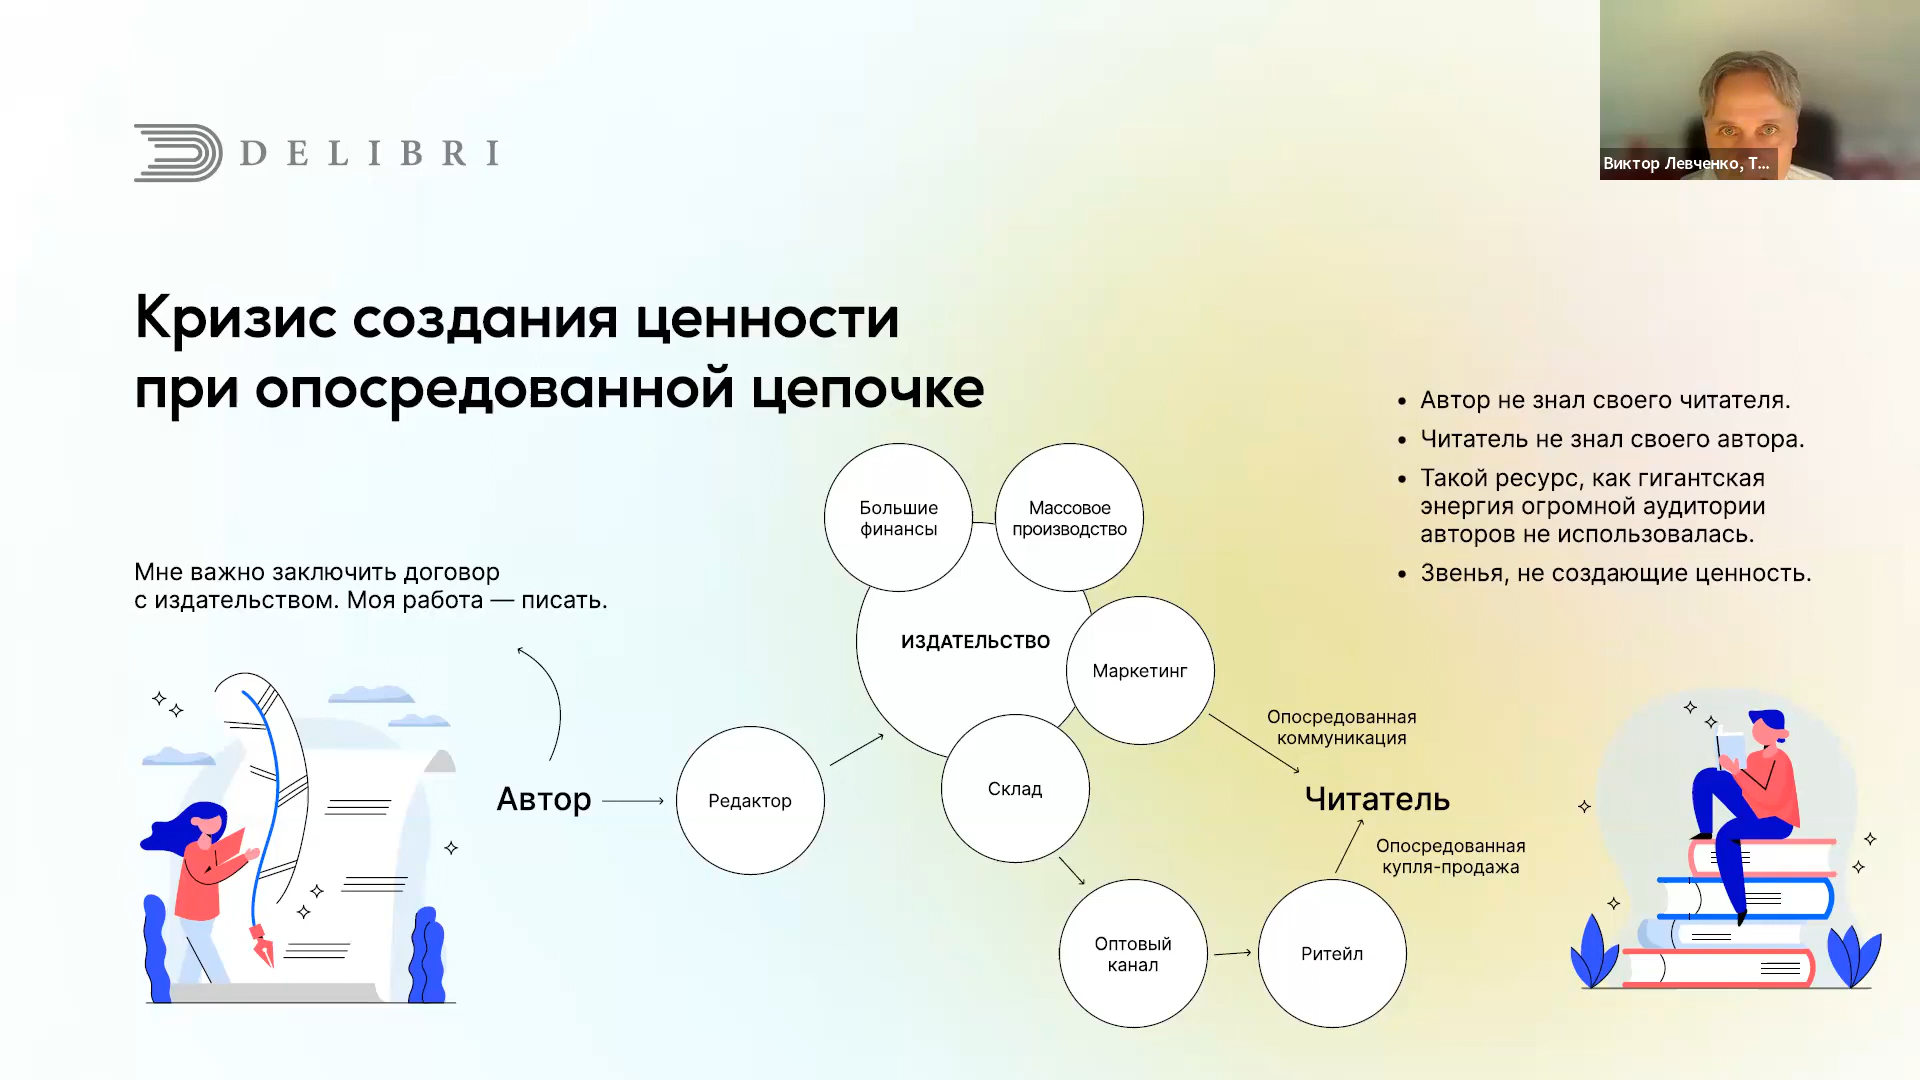 DELIBRI
Виктор Левченко, Т...
Кризис создания ценности
при опосредованной цепочке
Автор не знал своего читателя.
Читатель не знал своего автора.
Такой ресурс, как гигантская
энергия огромной аудитории
авторов не использовалась.
Звенья, не создающие ценность.
Мне важно заключить договор
с издательством. Моя работа — писать.
Большие
финансы
Массовое
производство
ИЗДАТЕЛЬСТВО
Маркетинг
Опосредованная
коммуникация
Автор
Редактор
Склад
Читатель
Опосредованная
купля-продажа
Оптовый
канал
Ритейл